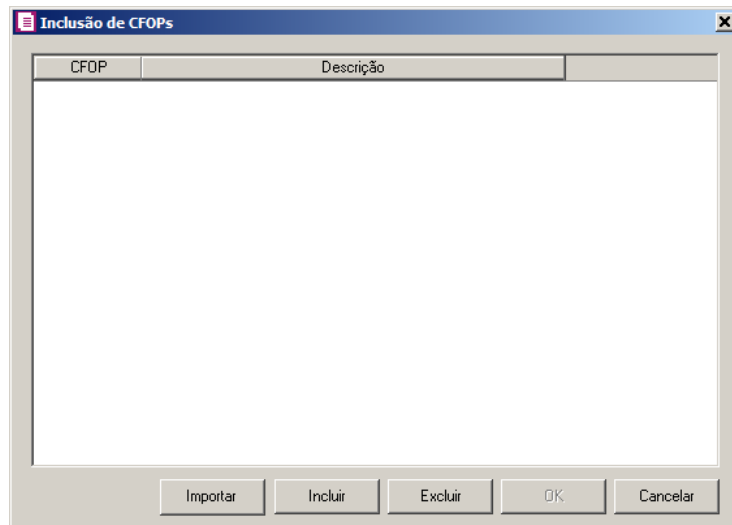 Inclusão de CFOPs
CFOP Descrição
Importar Incluir Excluir OK Cancelar